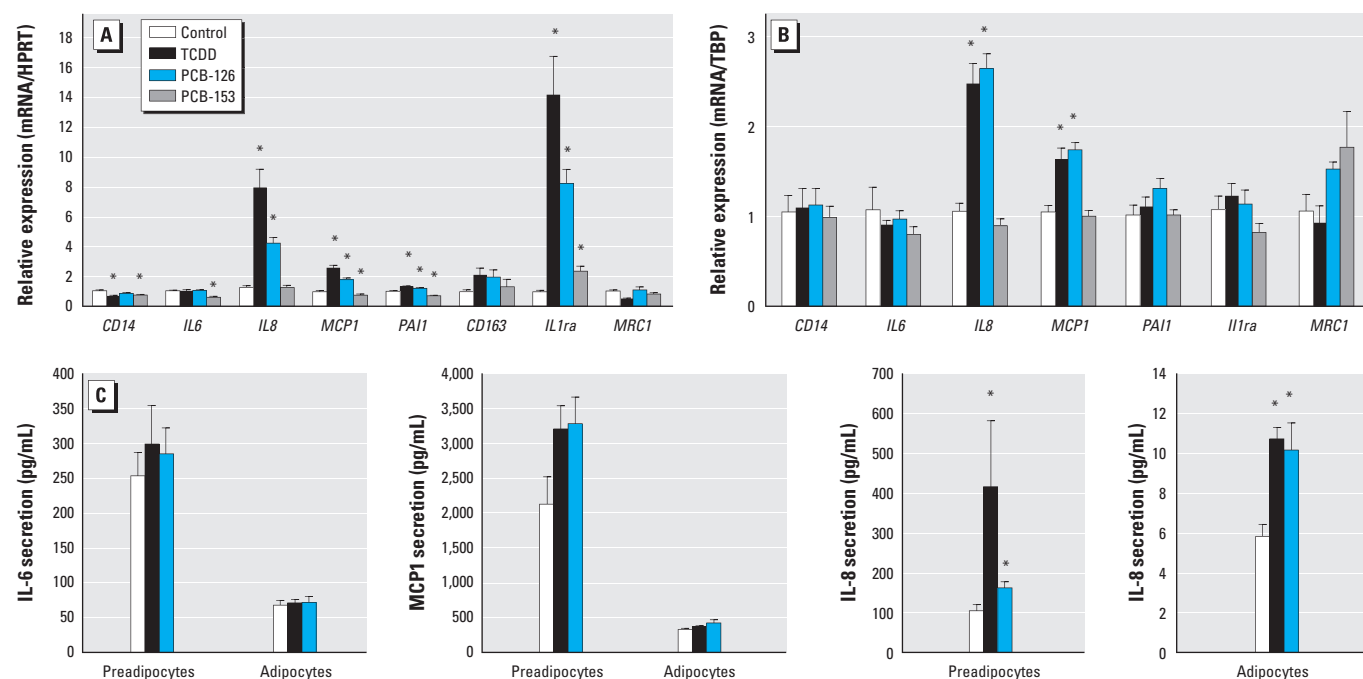 A
Control
TCDD
PCB-126
PCB-153
Relative expression (mRNA/HPRT)
18
16
14
12
10
8
6
4
2
0
* * * * * * * * * * * * * *
CD14 IL6 IL8 MCP1 PAI1 CD163 IL1ra MRC1
B
Relative expression (mRNA/TBP)
3
2
1
0
* * * *
CD14 IL6 IL8 MCP1 PAI1 Il1ra MRC1
C
IL-6 secretion (pg/mL)
400
350
300
250
200
150
100
50
0
Preadipocytes Adipocytes
MCP1 secretion (pg/mL)
4,000
3,500
3,000
2,500
2,000
1,500
1,000
500
0
Preadipocytes Adipocytes
IL-8 secretion (pg/mL)
700
600
500
400
300
200
100
0
* *
Preadipocytes
IL-8 secretion (pg/mL)
14
12
10
8
6
4
2
0
* *
Adipocytes